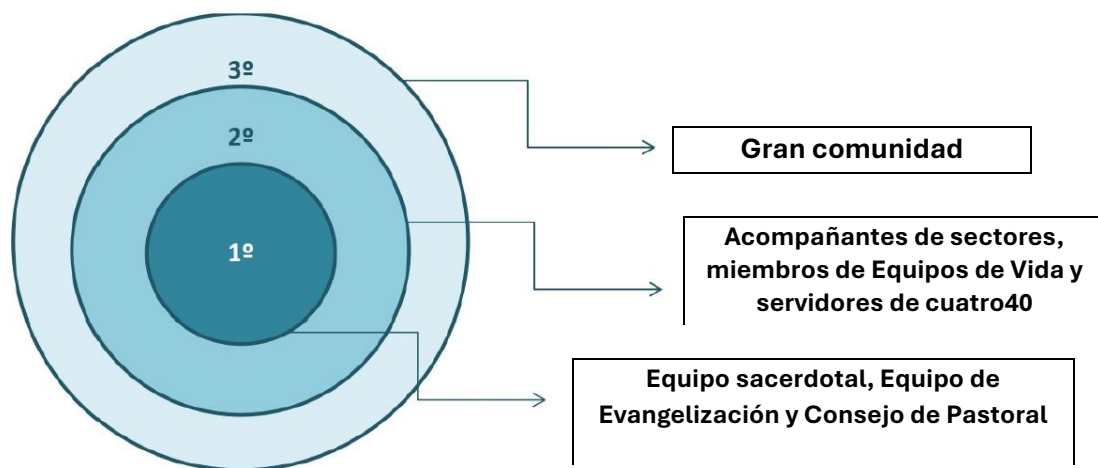 3º
2º
1º
Gran comunidad
Acompañantes de sectores,
miembros de Equipos de Vida y
servidores de cuatro40
Equipo sacerdotal, Equipo de
Evangelización y Consejo de Pastoral